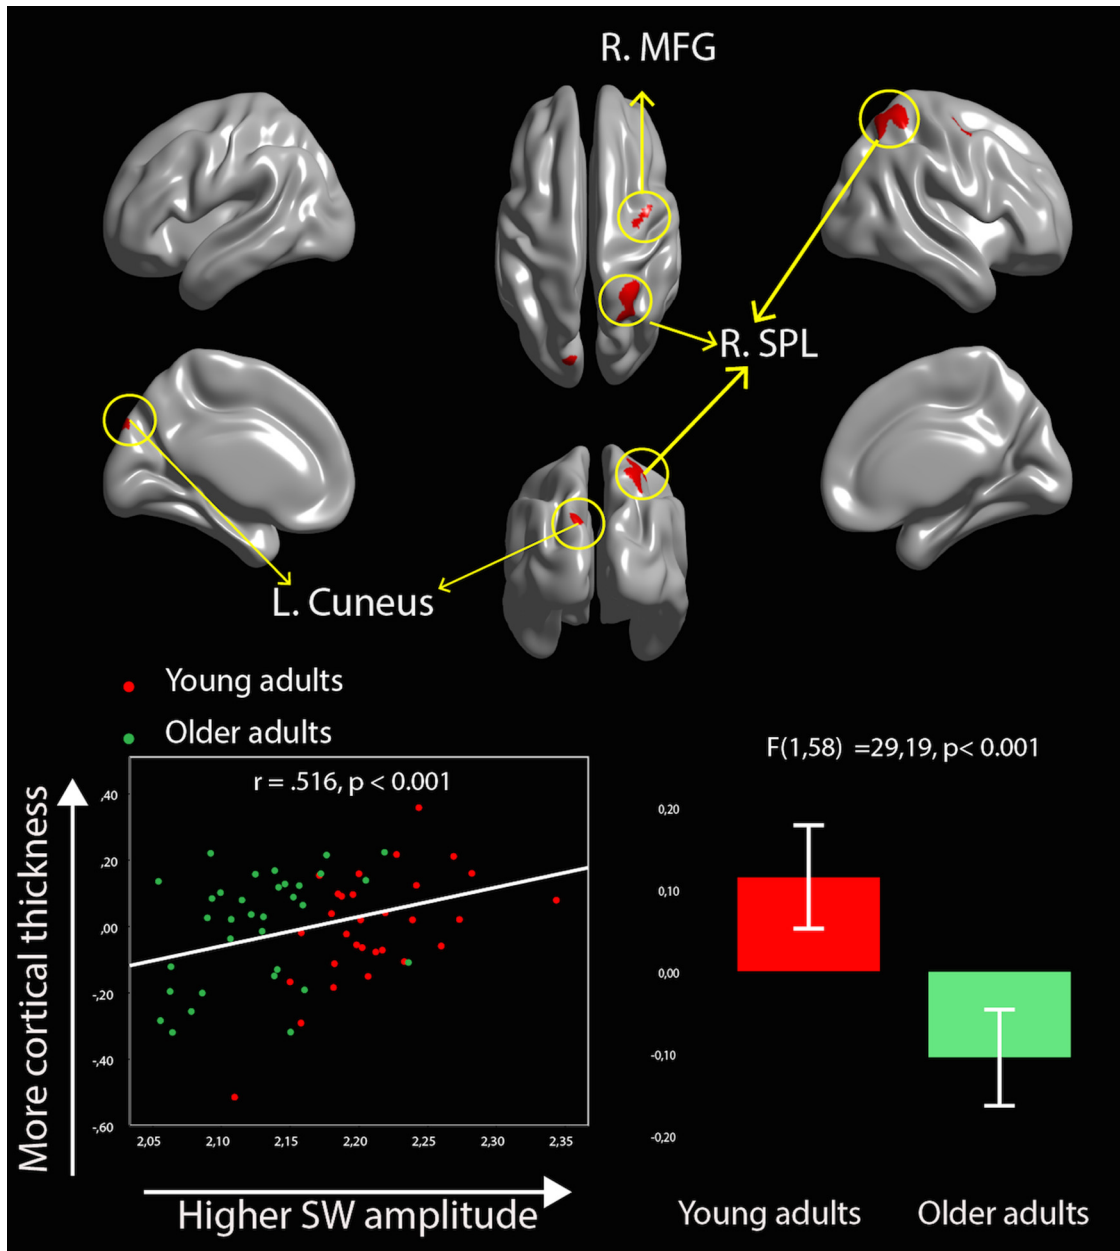 R. MFG
R. SPL
L. Cuneus
Young adults
Older adults
r = .516, p < 0.001
More cortical thickness
,40
,20
,00
-,20
-,40
-,60
2,05 2,10 2,15 2,20 2,25 2,30 2,35
Higher SW amplitude
F(1,58) =29,19, p< 0.001
0,20
0,10
0,00
-0,10
-0,20
Young adults Older adults